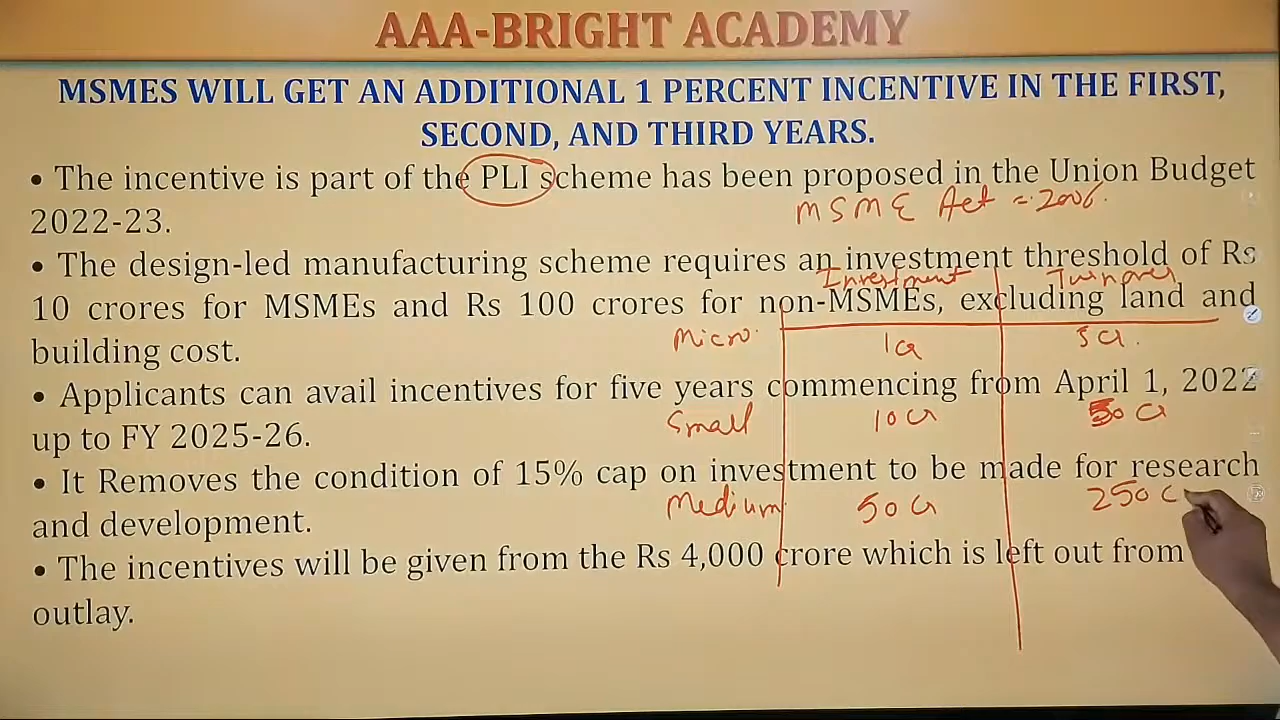 AAA-BRIGHT ACADEMY
MSMES WILL GET AN ADDITIONAL 1 PERCENT INCENTIVE IN THE FIRST,
SECOND, AND THIRD YEARS.
• The incentive is part of the PLI scheme has been proposed in the Union Budget
MSME Act = 2006.
2022-23.
• The design-led manufacturing scheme requires an investment threshold of Rs
Investment Turnover
10 crores for MSMEs and Rs 100 crores for non-MSMEs, excluding land and
Micro. 1 Cr 5 Cr.
building cost.
• Applicants can avail incentives for five years commencing from April 1, 2022
Small 10 Cr 50 Cr
up to FY 2025-26.
• It Removes the condition of 15% cap on investment to be made for research
Medium 50 Cr 250 C
and development.
• The incentives will be given from the Rs 4,000 crore which is left out from
outlay.